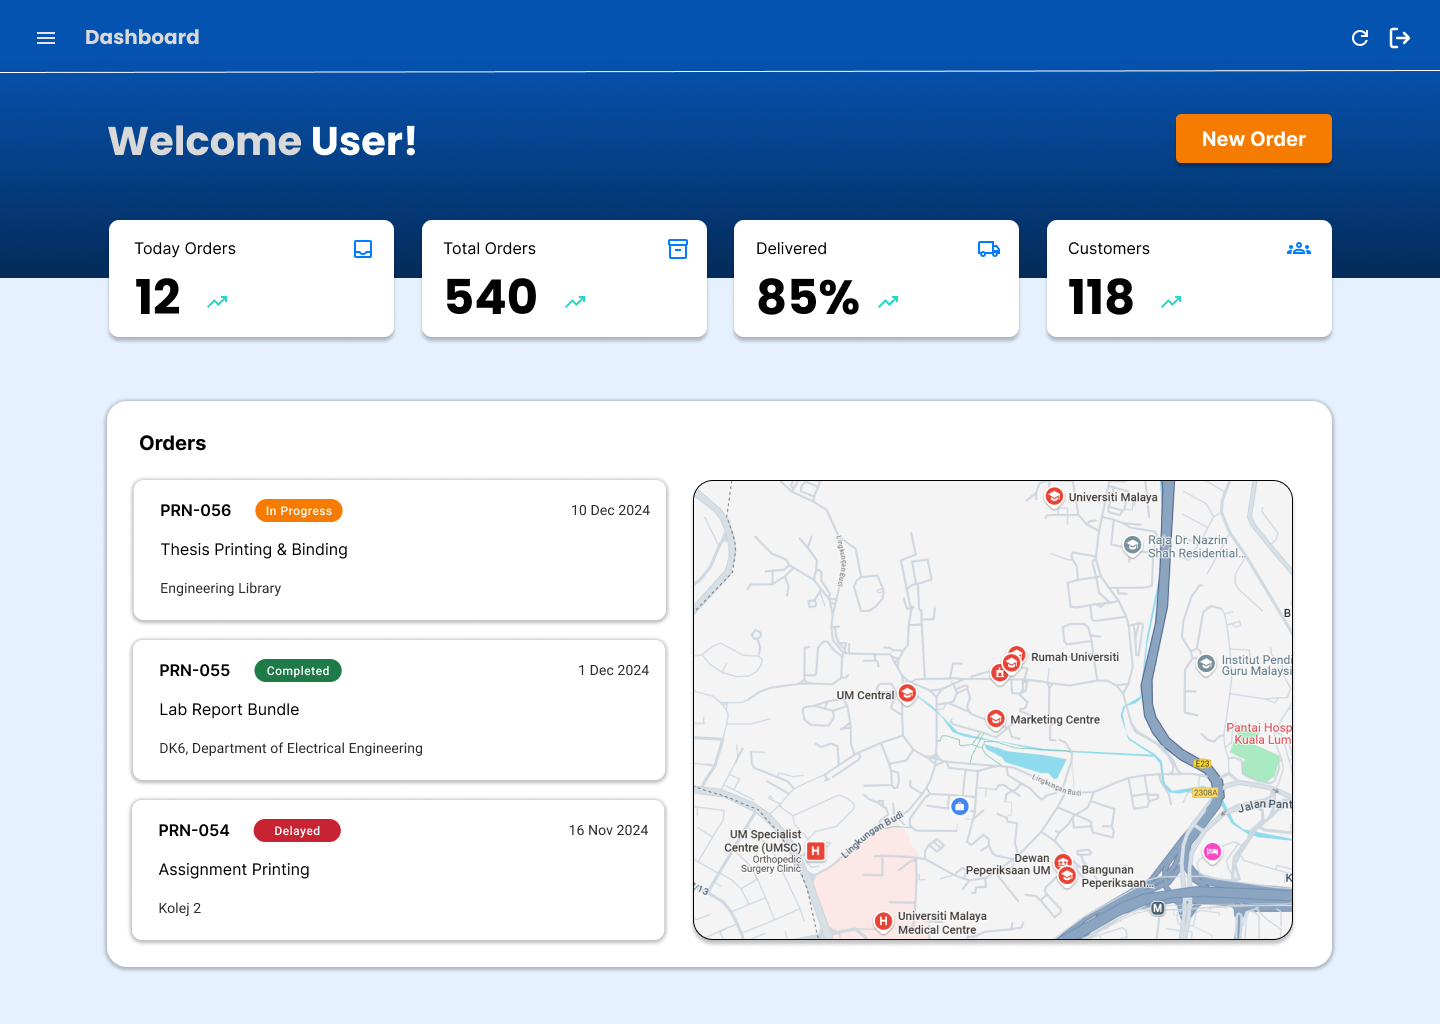 Dashboard
Welcome User!
New Order
Today Orders
12
Total Orders
540
Delivered
85%
Customers
118
Orders
PRN-056
In Progress
10 Dec 2024
Thesis Printing & Binding
Engineering Library
PRN-055
Completed
1 Dec 2024
Lab Report Bundle
DK6, Department of Electrical Engineering
PRN-054
Delayed
16 Nov 2024
Assignment Printing
Kolej 2
Universiti Malaya
Raja Dr. Nazrin
Shah Residential...
Lingkungan Budi
B
Rumah Universiti
Institut Pendi
Guru Malaysi
UM Central
Marketing Centre
Pantai Hosp
Kuala Lum
E23
Lingkungan Budi
2308A
Jalan Pant
Lingkungan Budi
UM Specialist
Centre (UMSC)
Orthopedic
Surgery Clinic
H
Dewan
Peperiksaan UM
Bangunan
Peperiksaan...
K
/13
M
H
Universiti Malaya
Medical Centre